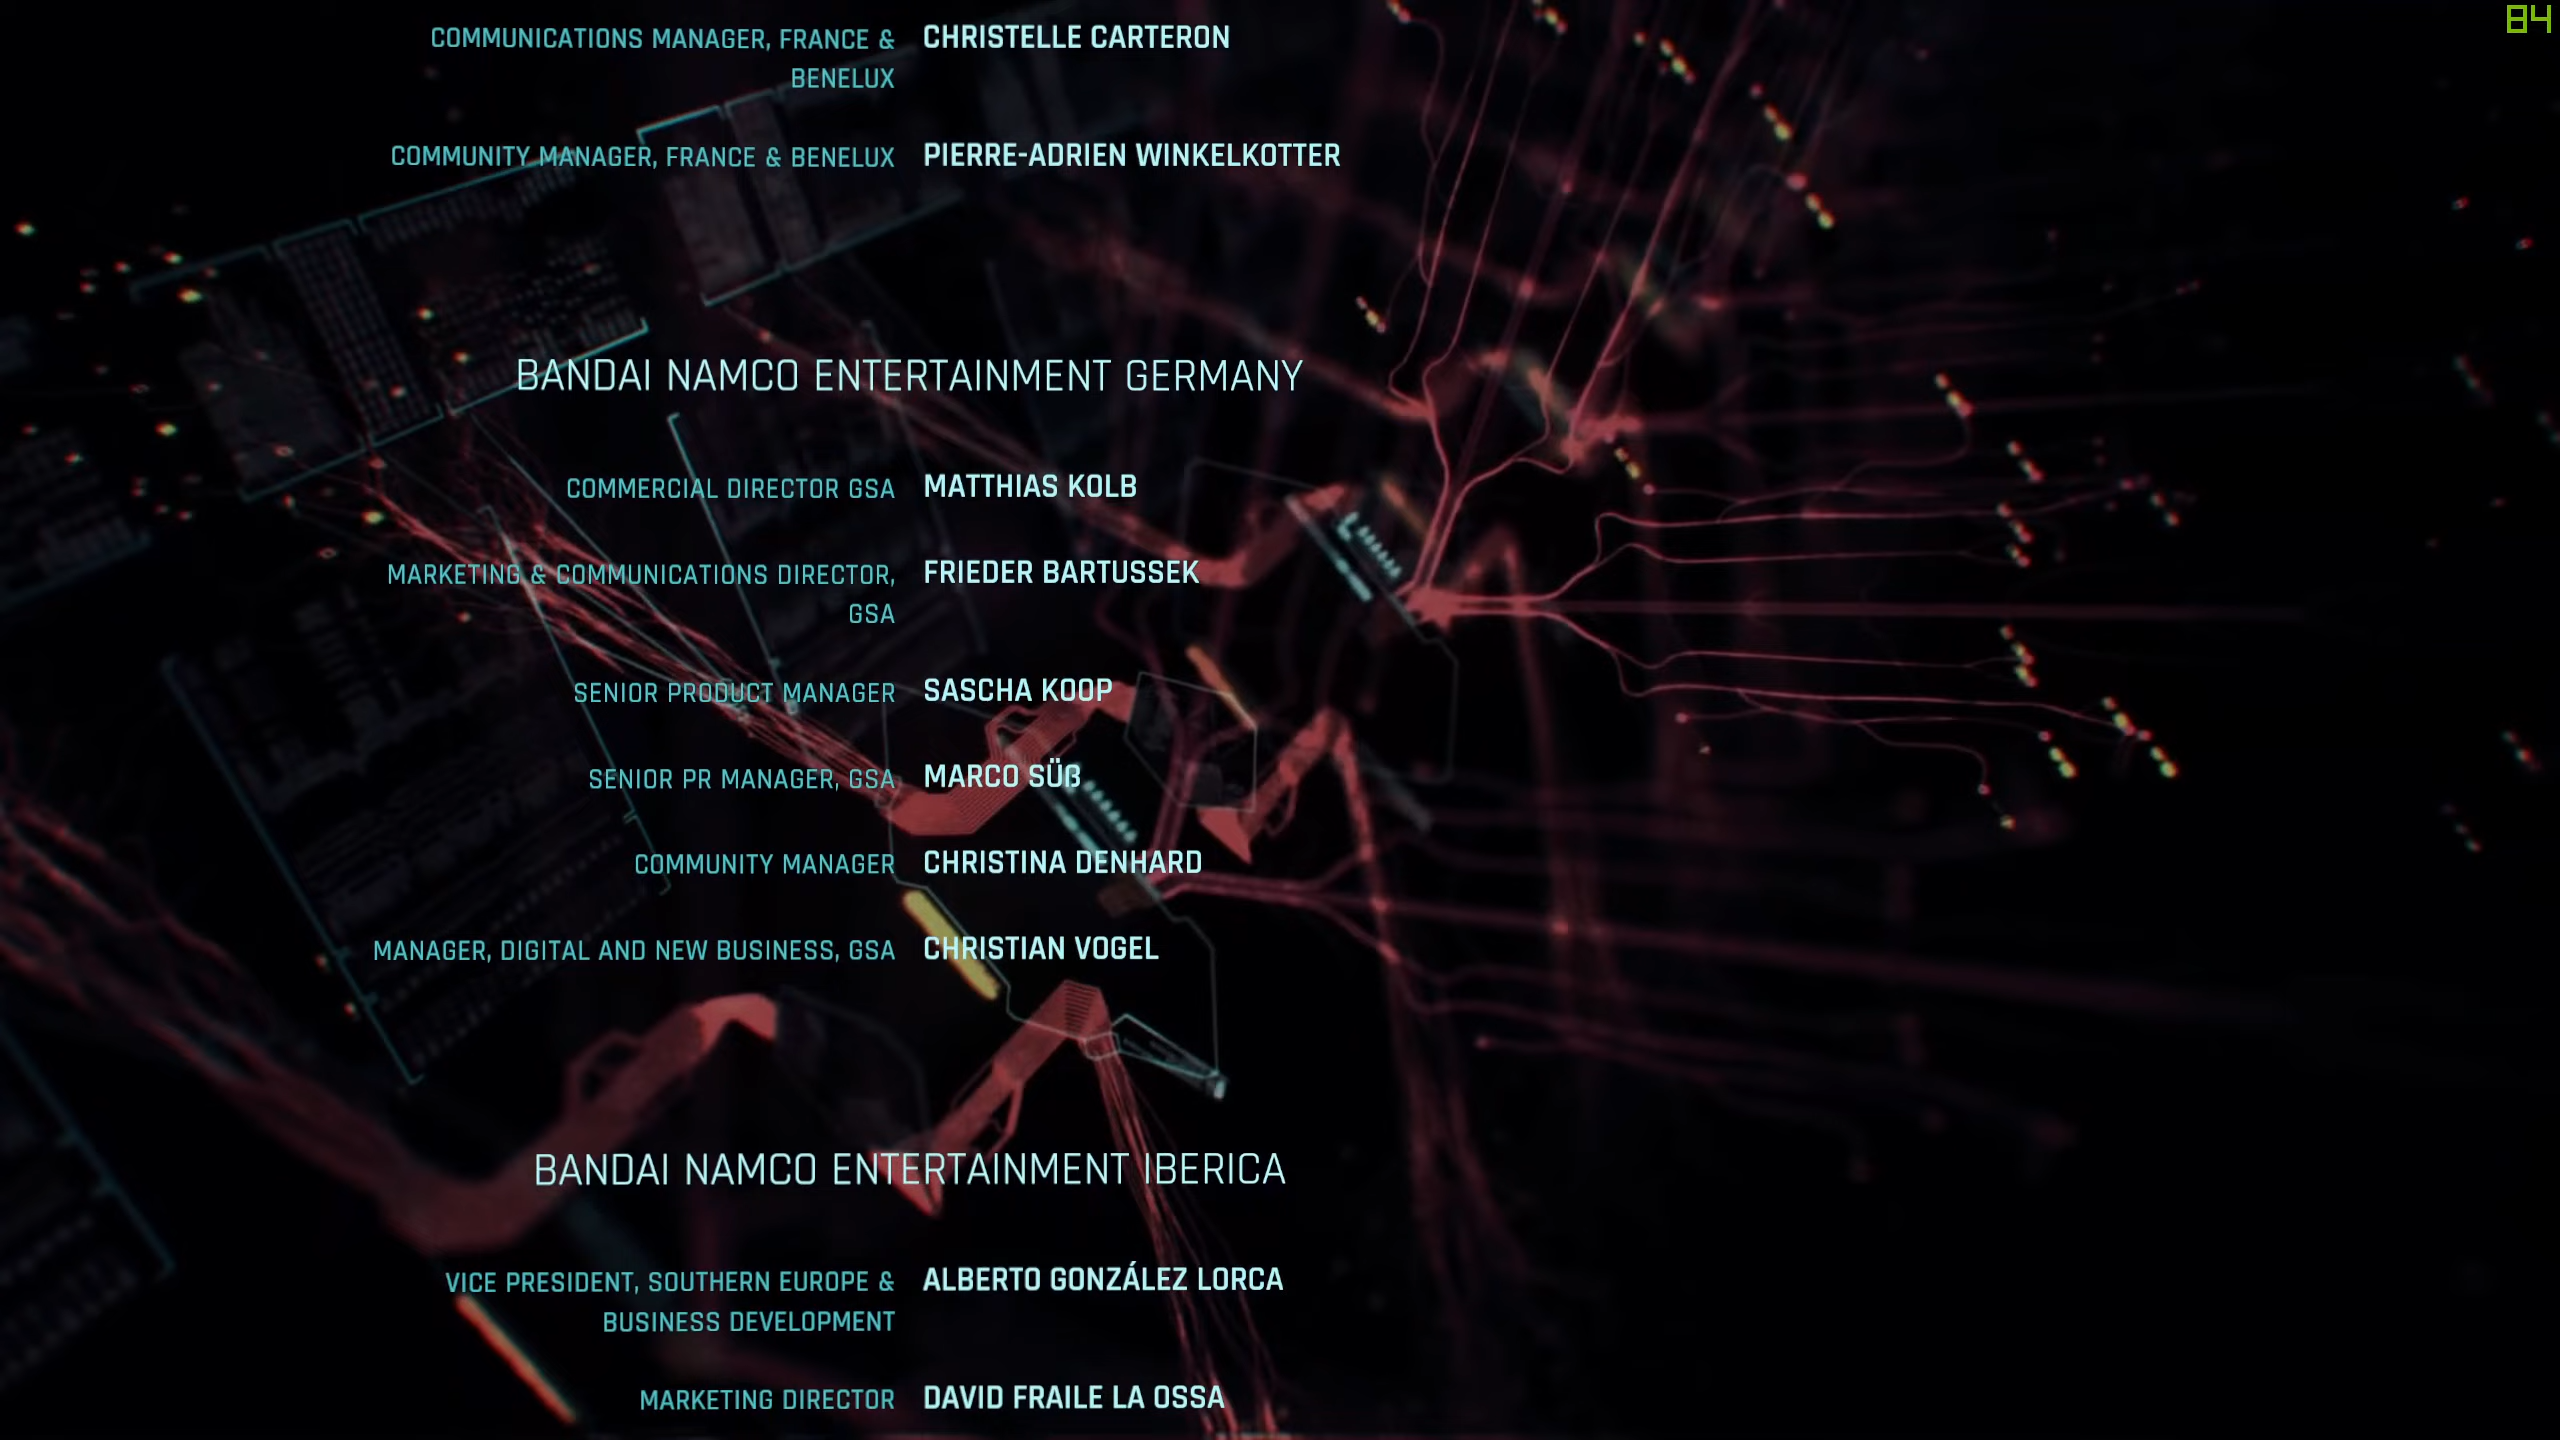 84
COMMUNICATIONS MANAGER, FRANCE & CHRISTELLE CARTERON
BENELUX
COMMUNITY MANAGER, FRANCE & BENELUX PIERRE-ADRIEN WINKELKOTTER
BANDAI NAMCO ENTERTAINMENT GERMANY
COMMERCIAL DIRECTOR GSA MATTHIAS KOLB
MARKETING & COMMUNICATIONS DIRECTOR, FRIEDER BARTUSSEK
GSA
SENIOR PRODUCT MANAGER SASCHA KOOP
SENIOR PR MANAGER, GSA MARCO SÜß
COMMUNITY MANAGER CHRISTINA DENHARD
MANAGER, DIGITAL AND NEW BUSINESS, GSA CHRISTIAN VOGEL
BANDAI NAMCO ENTERTAINMENT IBERICA
VICE PRESIDENT, SOUTHERN EUROPE & ALBERTO GONZÁLEZ LORCA
BUSINESS DEVELOPMENT
MARKETING DIRECTOR DAVID FRAILE LA OSSA